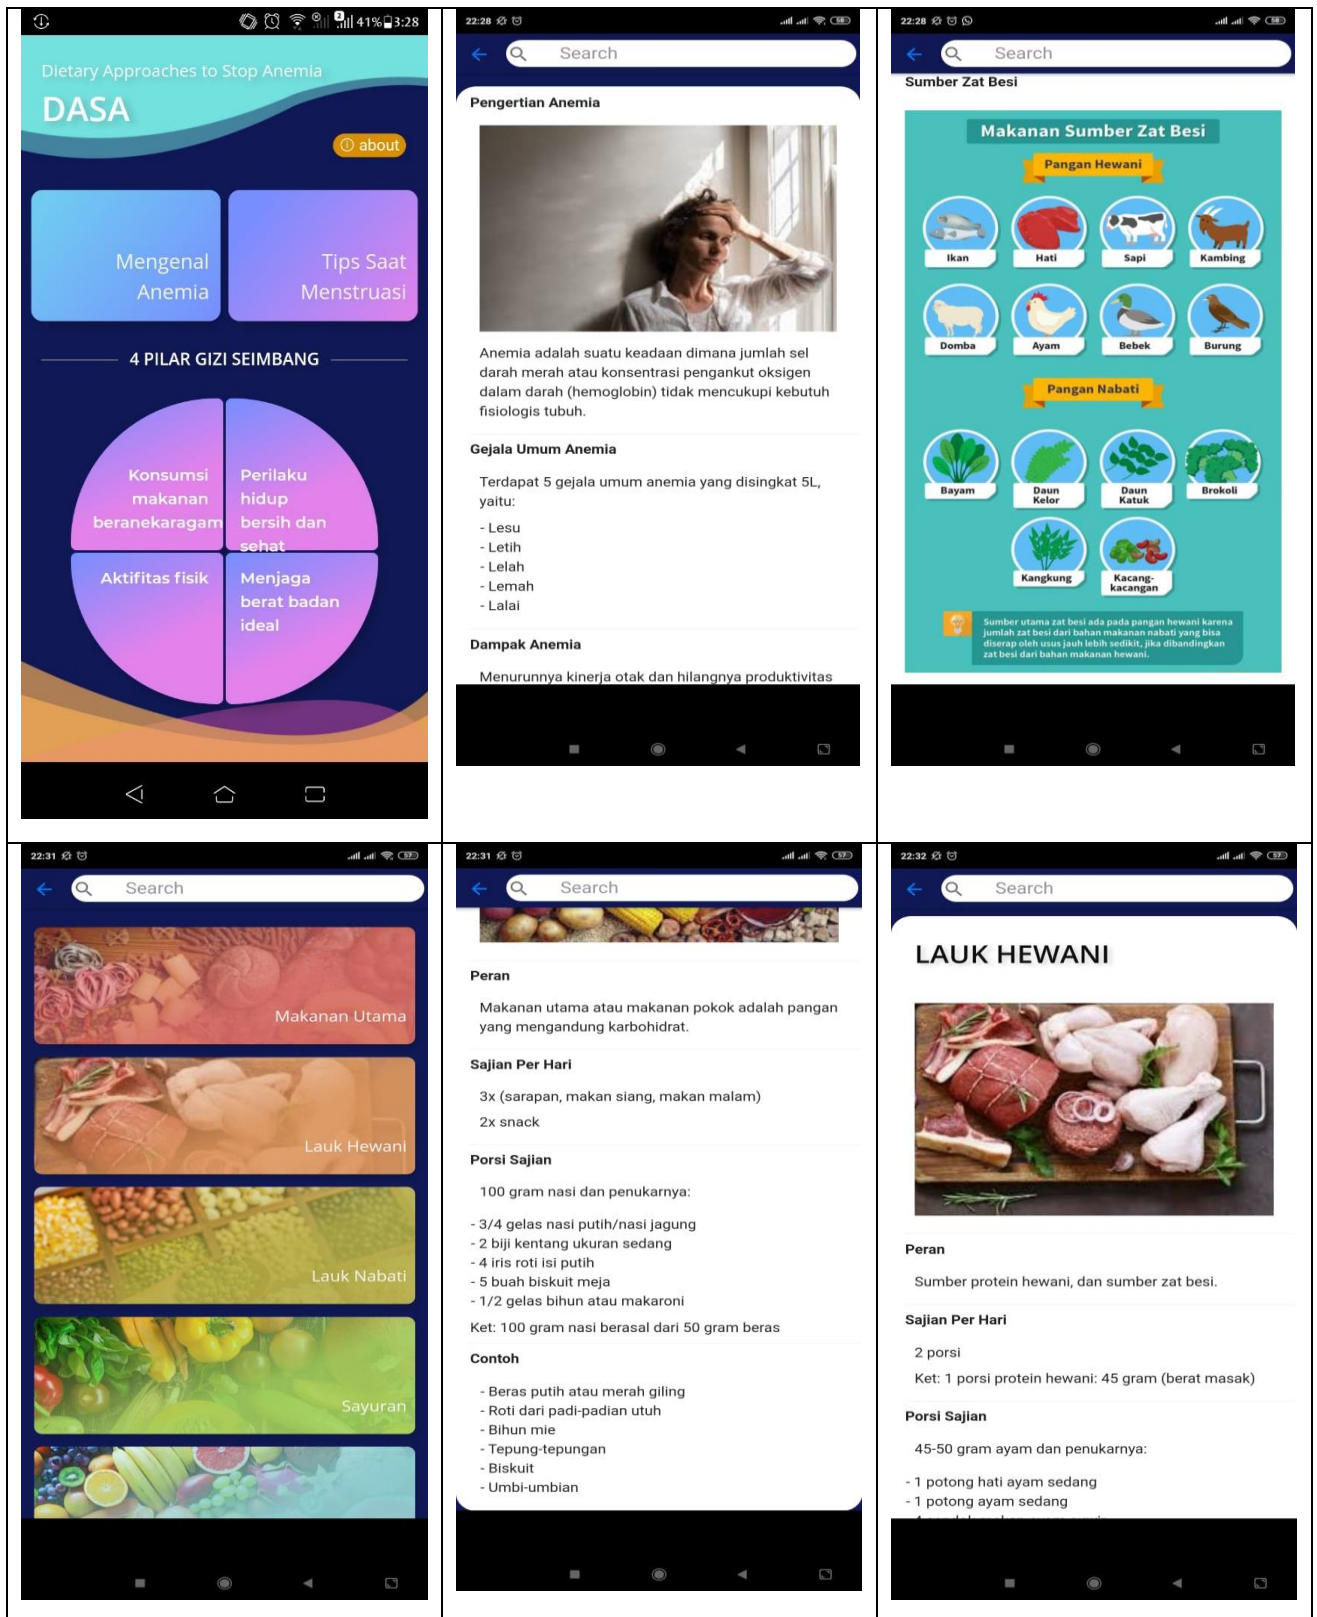 41% 3:28
Dietary Approaches to Stop Anemia
DASA
about
Mengenal
Anemia
Tips Saat
Menstruasi
4 PILAR GIZI SEIMBANG
Konsumsi
makanan
beranekaragam
Perilaku
hidup
bersih dan
sehat
Aktifitas fisik
Menjaga
berat badan
ideal
22:28
58
Search
Pengertian Anemia
Anemia adalah suatu keadaan dimana jumlah sel
darah merah atau konsentrasi pengankut oksigen
dalam darah (hemoglobin) tidak mencukupi kebutuh
fisiologis tubuh.
Gejala Umum Anemia
Terdapat 5 gejala umum anemia yang disingkat 5L,
yaitu:
- Lesu
- Letih
- Lelah
- Lemah
- Lalai
Dampak Anemia
Menurunnya kinerja otak dan hilangnya produktivitas
22:28
58
Search
Sumber Zat Besi
Makanan Sumber Zat Besi
Pangan Hewani
Ikan
Hati
Sapi
Kambing
Domba
Ayam
Bebek
Burung
Pangan Nabati
Bayam
Daun
Kelor
Daun
Katuk
Brokoli
Kangkung
Kacang-
kacangan
Sumber utama zat besi ada pada pangan hewani karena
jumlah zat besi dari bahan makanan nabati yang bisa
diserap oleh usus jauh lebih sedikit, jika dibandingkan
zat besi dari bahan makanan hewani.
22:31
57
Search
Makanan Utama
Lauk Hewani
Lauk Nabati
Sayuran
22:31
57
Search
Peran
Makanan utama atau makanan pokok adalah pangan
yang mengandung karbohidrat.
Sajian Per Hari
3x (sarapan, makan siang, makan malam)
2x snack
Porsi Sajian
100 gram nasi dan penukarnya:
- 3/4 gelas nasi putih/nasi jagung
- 2 biji kentang ukuran sedang
- 4 iris roti isi putih
- 5 buah biskuit meja
- 1/2 gelas bihun atau makaroni
Ket: 100 gram nasi berasal dari 50 gram beras
Contoh
- Beras putih atau merah giling
- Roti dari padi-padian utuh
- Bihun mie
- Tepung-tepungan
- Biskuit
- Umbi-umbian
22:32
57
Search
LAUK HEWANI
Peran
Sumber protein hewani, dan sumber zat besi.
Sajian Per Hari
2 porsi
Ket: 1 porsi protein hewani: 45 gram (berat masak)
Porsi Sajian
45-50 gram ayam dan penukarnya:
- 1 potong hati ayam sedang
- 1 potong ayam sedang